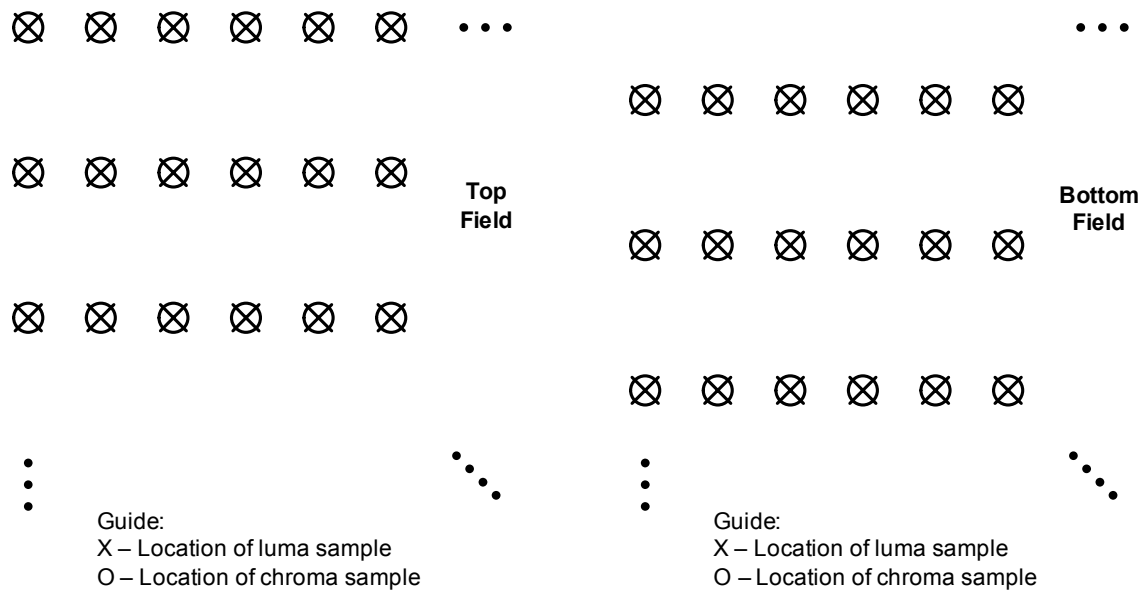 Top
Field
Bottom
Field
Guide:
X – Location of luma sample
O – Location of chroma sample
Guide:
X – Location of luma sample
O – Location of chroma sample